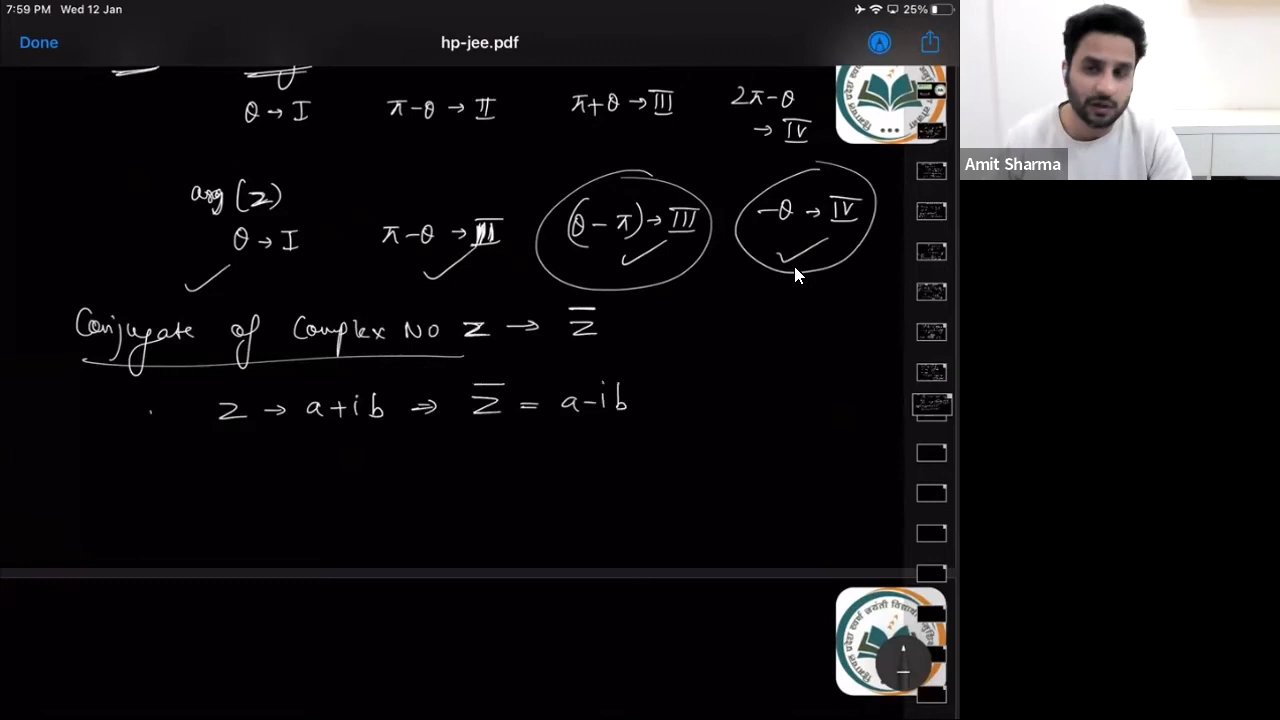 7:59 PM Wed 12 Jan
25%
Done
hp-jee.pdf
θ → I π-θ → II π+θ → III 2π-θ → IV
arg (z)
θ → I π-θ → II (θ-π) → III -θ → IV
Conjugate of Complex No z → z̅
z → a+ib ⇒ z̅ = a-ib
Amit Sharma